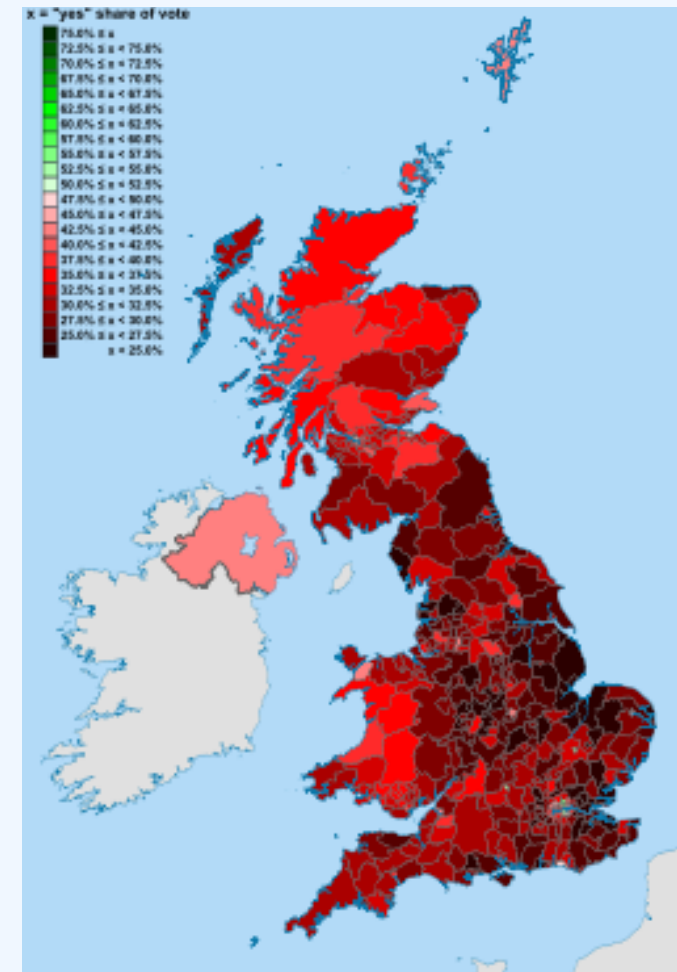 x = "yes" share of vote
75.0% ≤ x
72.5% ≤ x < 75.0%
70.0% ≤ x < 72.5%
67.5% ≤ x < 70.0%
65.0% ≤ x < 67.5%
62.5% ≤ x < 65.0%
60.0% ≤ x < 62.5%
57.5% ≤ x < 60.0%
55.0% ≤ x < 57.5%
52.5% ≤ x < 55.0%
50.0% ≤ x < 52.5%
47.5% ≤ x < 50.0%
45.0% ≤ x < 47.5%
42.5% ≤ x < 45.0%
40.0% ≤ x < 42.5%
37.5% ≤ x < 40.0%
35.0% ≤ x < 37.5%
32.5% ≤ x < 35.0%
30.0% ≤ x < 32.5%
27.5% ≤ x < 30.0%
25.0% ≤ x < 27.5%
x < 25.0%